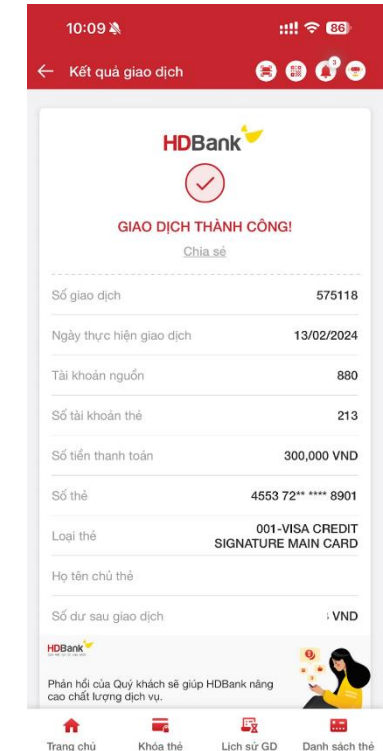 10:09
86
Kết quả giao dịch
3
HDBank
GIAO DỊCH THÀNH CÔNG!
Chia sẻ
Số giao dịch 575118
Ngày thực hiện giao dịch 13/02/2024
Tài khoản nguồn 880
Số tài khoản thẻ 213
Số tiền thanh toán 300,000 VND
Số thẻ 4553 72** **** 8901
Loại thẻ 001-VISA CREDIT
SIGNATURE MAIN CARD
Họ tên chủ thẻ
Số dư sau giao dịch VND
HDBank
Phản hồi của Quý khách sẽ giúp HDBank nâng
cao chất lượng dịch vụ.
Trang chủ Khóa thẻ Lịch sử GD Danh sách thẻ